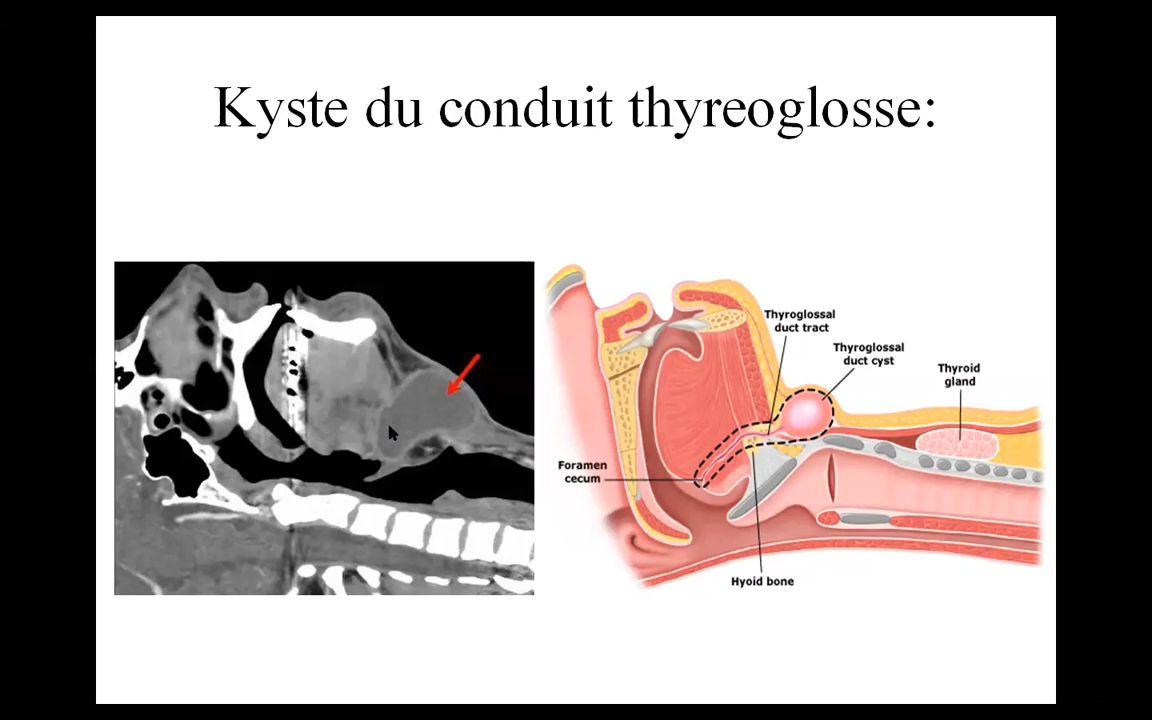 Kyste du conduit thyreoglosse:
Thyroglossal
duct tract
Thyroglossal
duct cyst
Thyroid
gland
Foramen
cecum
Hyoid bone